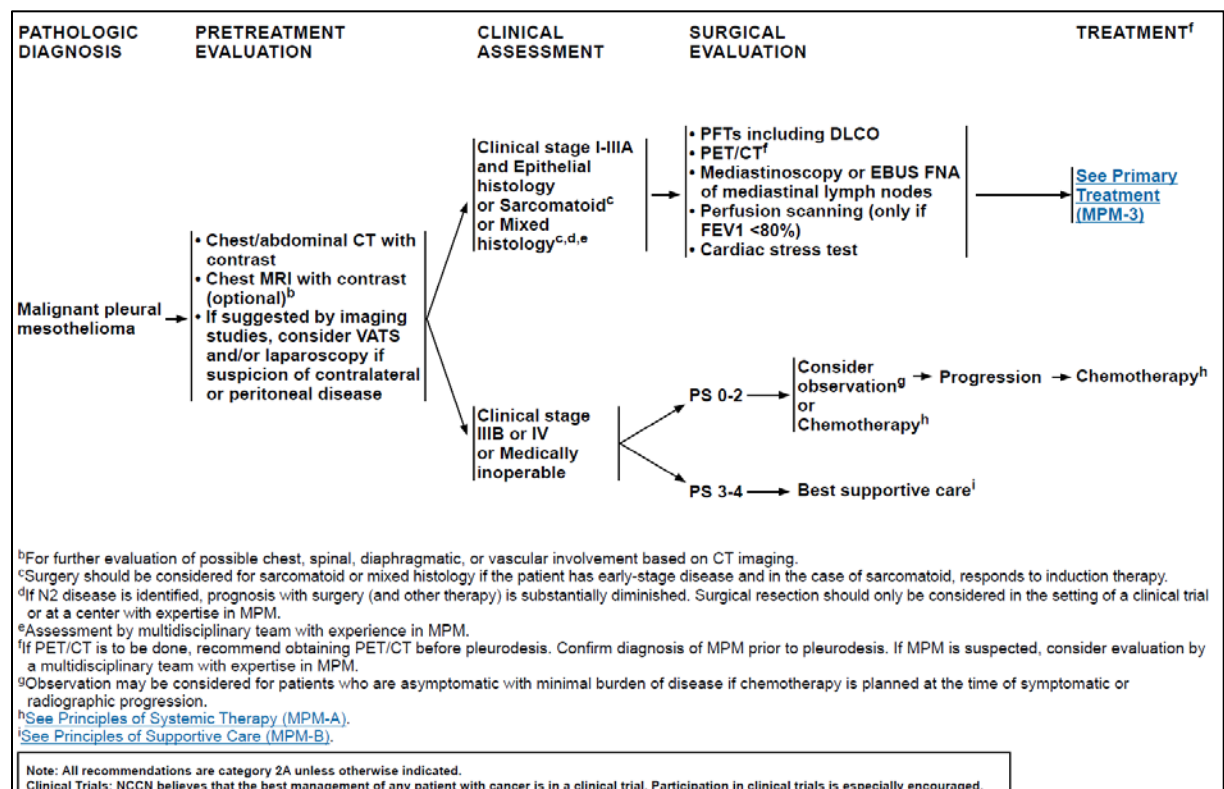 PATHOLOGIC DIAGNOSIS
PRETREATMENT EVALUATION
CLINICAL ASSESSMENT
SURGICAL EVALUATION
TREATMENTf
Malignant pleural
mesothelioma
• Chest/abdominal CT with
contrast
• Chest MRI with contrast
(optional)b
• If suggested by imaging
studies, consider VATS
and/or laparoscopy if
suspicion of contralateral
or peritoneal disease
Clinical stage I-IIIA
and Epithelial
histology
or Sarcomatoidc
or Mixed
histologyc,d,e
• PFTs including DLCO
• PET/CTf
• Mediastinoscopy or EBUS FNA
of mediastinal lymph nodes
• Perfusion scanning (only if
FEV1 <80%)
• Cardiac stress test
See Primary
Treatment
(MPM-3)
Clinical stage
IIIB or IV
or Medically
inoperable
PS 0-2
Consider
observationg
or
Chemotherapyh
Progression
Chemotherapyh
PS 3-4
Best supportive carei
bFor further evaluation of possible chest, spinal, diaphragmatic, or vascular involvement based on CT imaging.
cSurgery should be considered for sarcomatoid or mixed histology if the patient has early-stage disease and in the case of sarcomatoid, responds to induction therapy.
dIf N2 disease is identified, prognosis with surgery (and other therapy) is substantially diminished. Surgical resection should only be considered in the setting of a clinical trial
or at a center with expertise in MPM.
eAssessment by multidisciplinary team with experience in MPM.
fIf PET/CT is to be done, recommend obtaining PET/CT before pleurodesis. Confirm diagnosis of MPM prior to pleurodesis. If MPM is suspected, consider evaluation by
a multidisciplinary team with expertise in MPM.
gObservation may be considered for patients who are asymptomatic with minimal burden of disease if chemotherapy is planned at the time of symptomatic or
radiographic progression.
hSee Principles of Systemic Therapy (MPM-A).
iSee Principles of Supportive Care (MPM-B).
Note: All recommendations are category 2A unless otherwise indicated.
Clinical Trials: NCCN believes that the best management of any patient with cancer is in a clinical trial. Participation in clinical trials is especially encouraged.